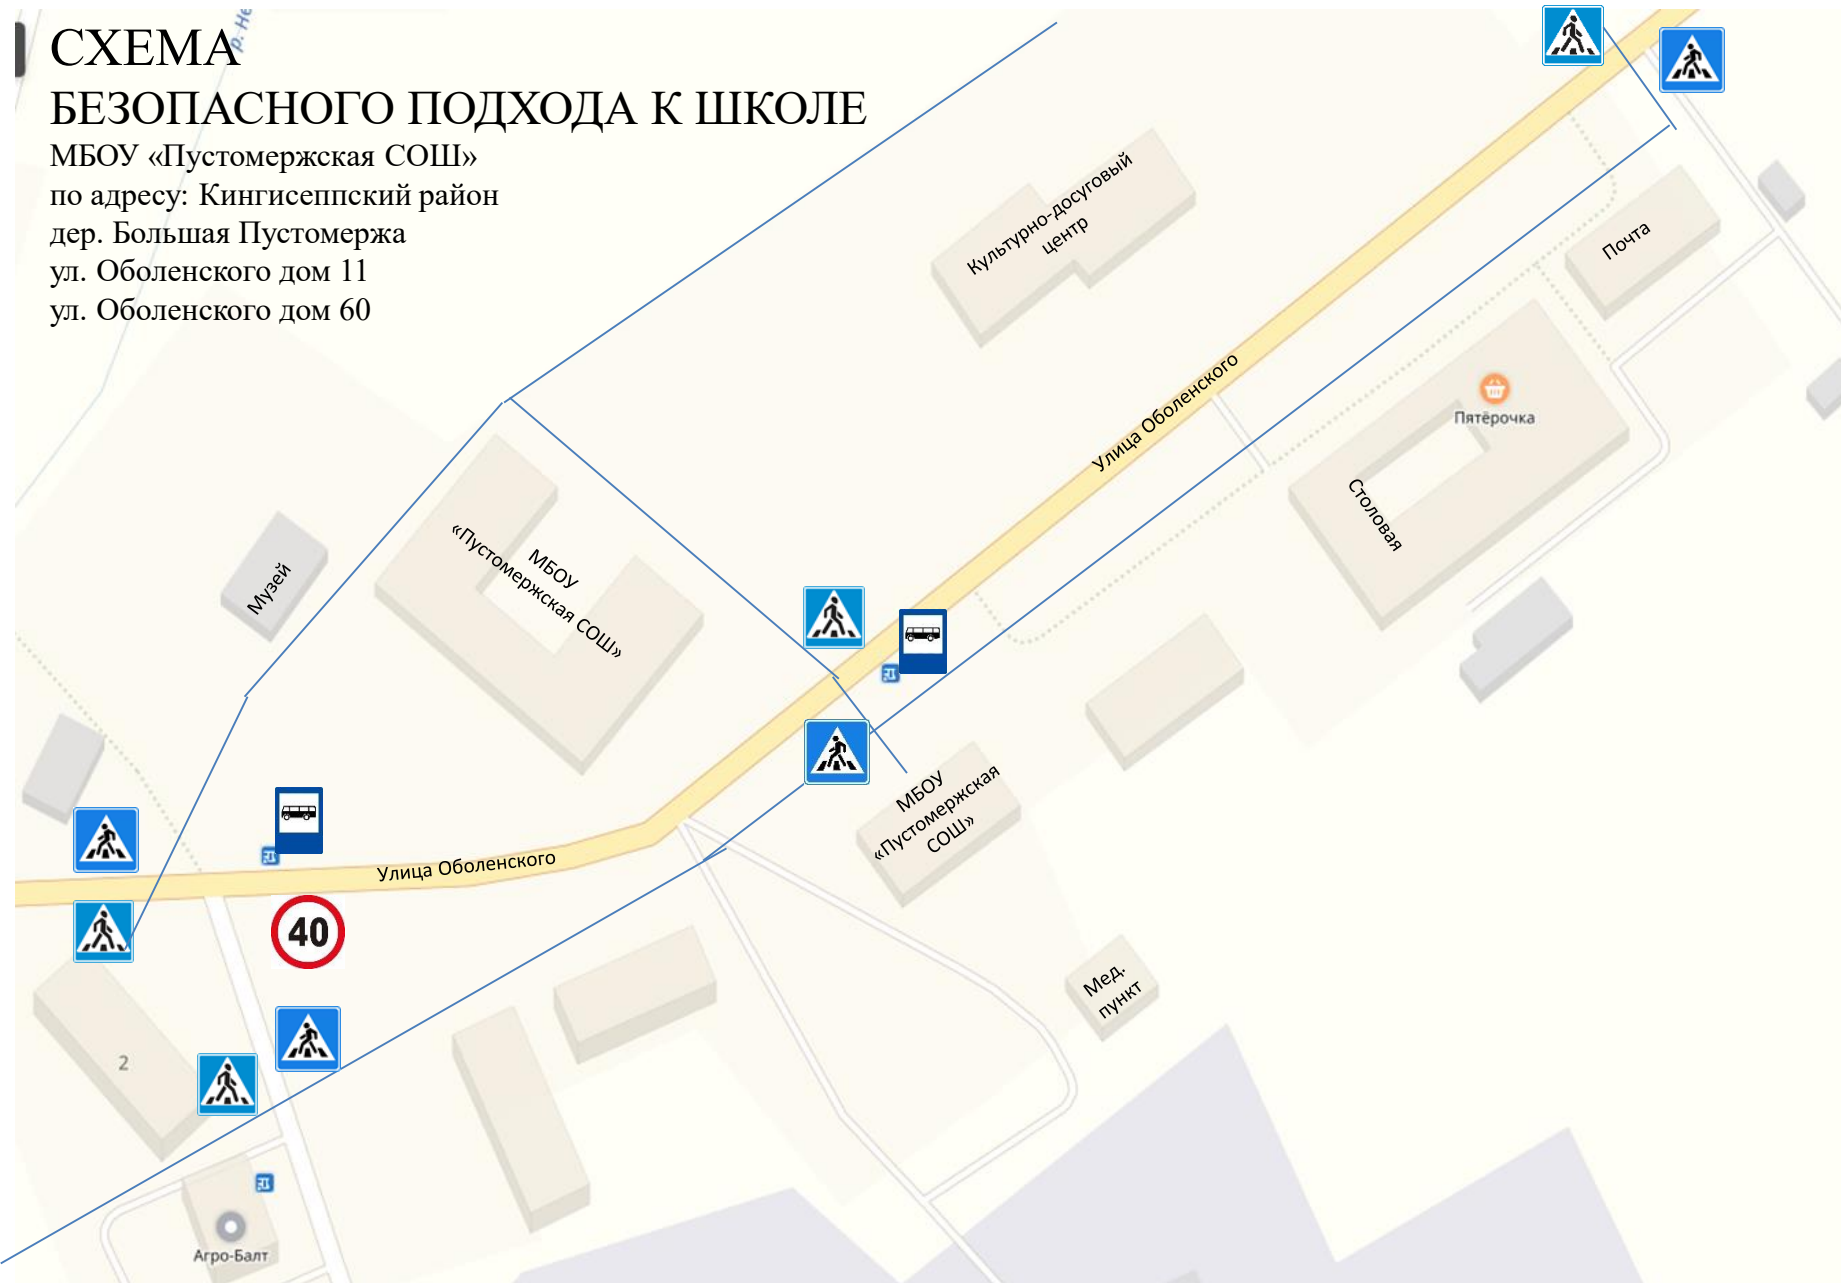 СХЕМА
БЕЗОПАСНОГО ПОДХОДА К ШКОЛЕ
МБОУ «Пустомержская СОШ»
по адресу: Кингисеппский район
дер. Большая Пустомержа
ул. Оболенского дом 11
ул. Оболенского дом 60
р. Не
Культурно-досуговый
центр
Почта
Улица Оболенского
Пятёрочка
Столовая
МБОУ
«Пустомержская СОШ»
Музей
МБОУ
«Пустомержская
СОШ»
Улица Оболенского
40
Мед.
пункт
2
Агро-Балт